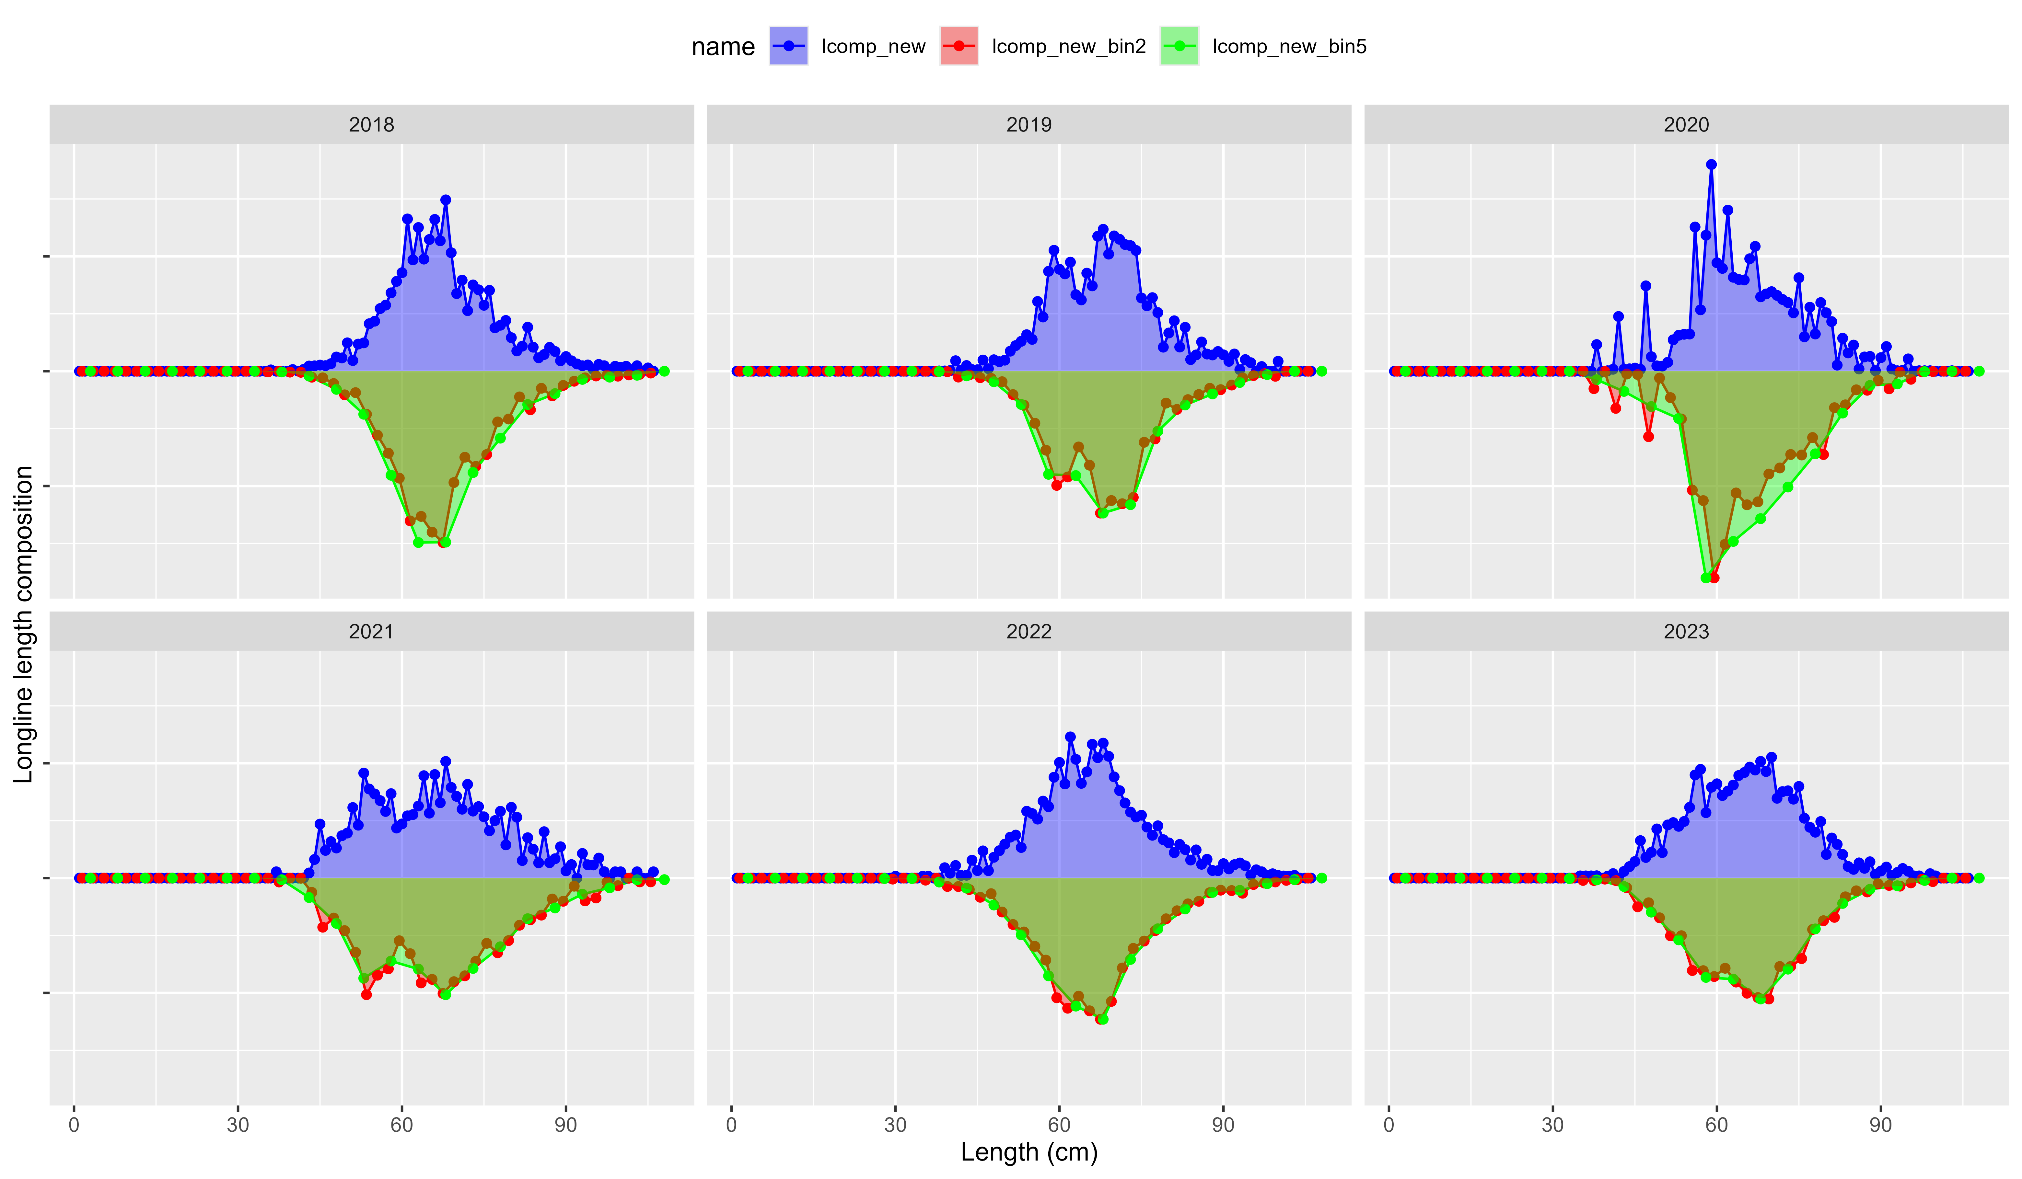 name lcomp_new lcomp_new_bin2 lcomp_new_bin5
2018 2019 2020
2021 2022 2023
Longline length composition
0 30 60 90 0 30 60 90 0 30 60 90
Length (cm)